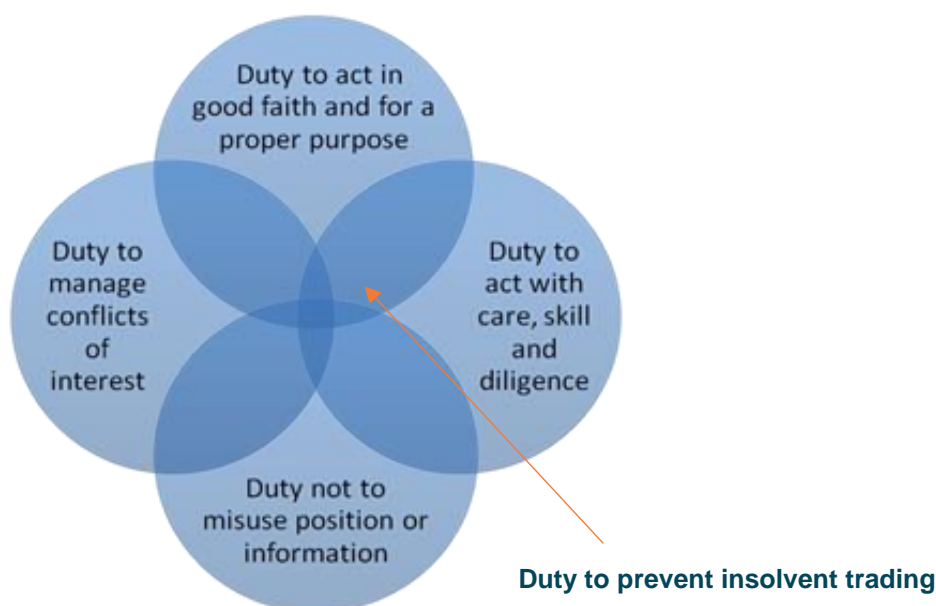 Duty to act in
good faith and for a
proper purpose
Duty to
manage
conflicts
of
interest
Duty to
act with
care, skill
and
diligence
Duty not to
misuse position or
information
Duty to prevent insolvent trading